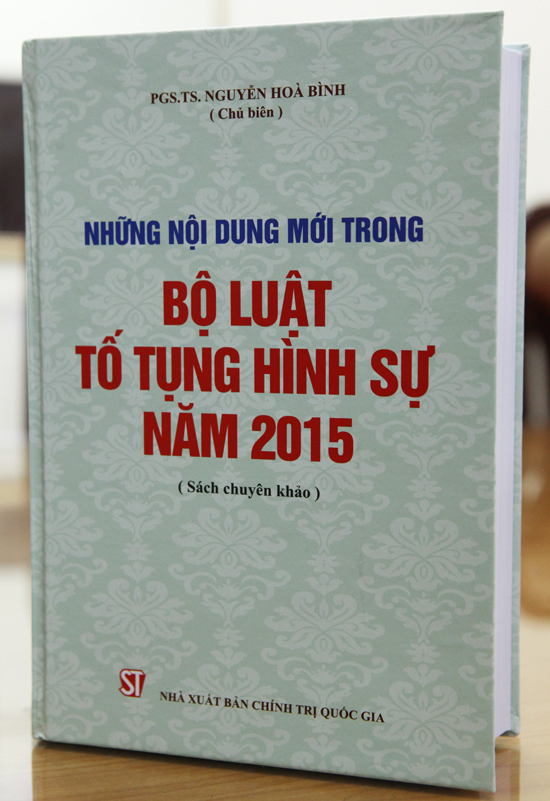 PGS.TS. NGUYỄN HOÀ BÌNH
( Chủ biên )
NHỮNG NỘI DUNG MỚI TRONG
BỘ LUẬT
TỐ TỤNG HÌNH SỰ
NĂM 2015
( Sách chuyên khảo )
ST
NHÀ XUẤT BẢN CHÍNH TRỊ QUỐC GIA